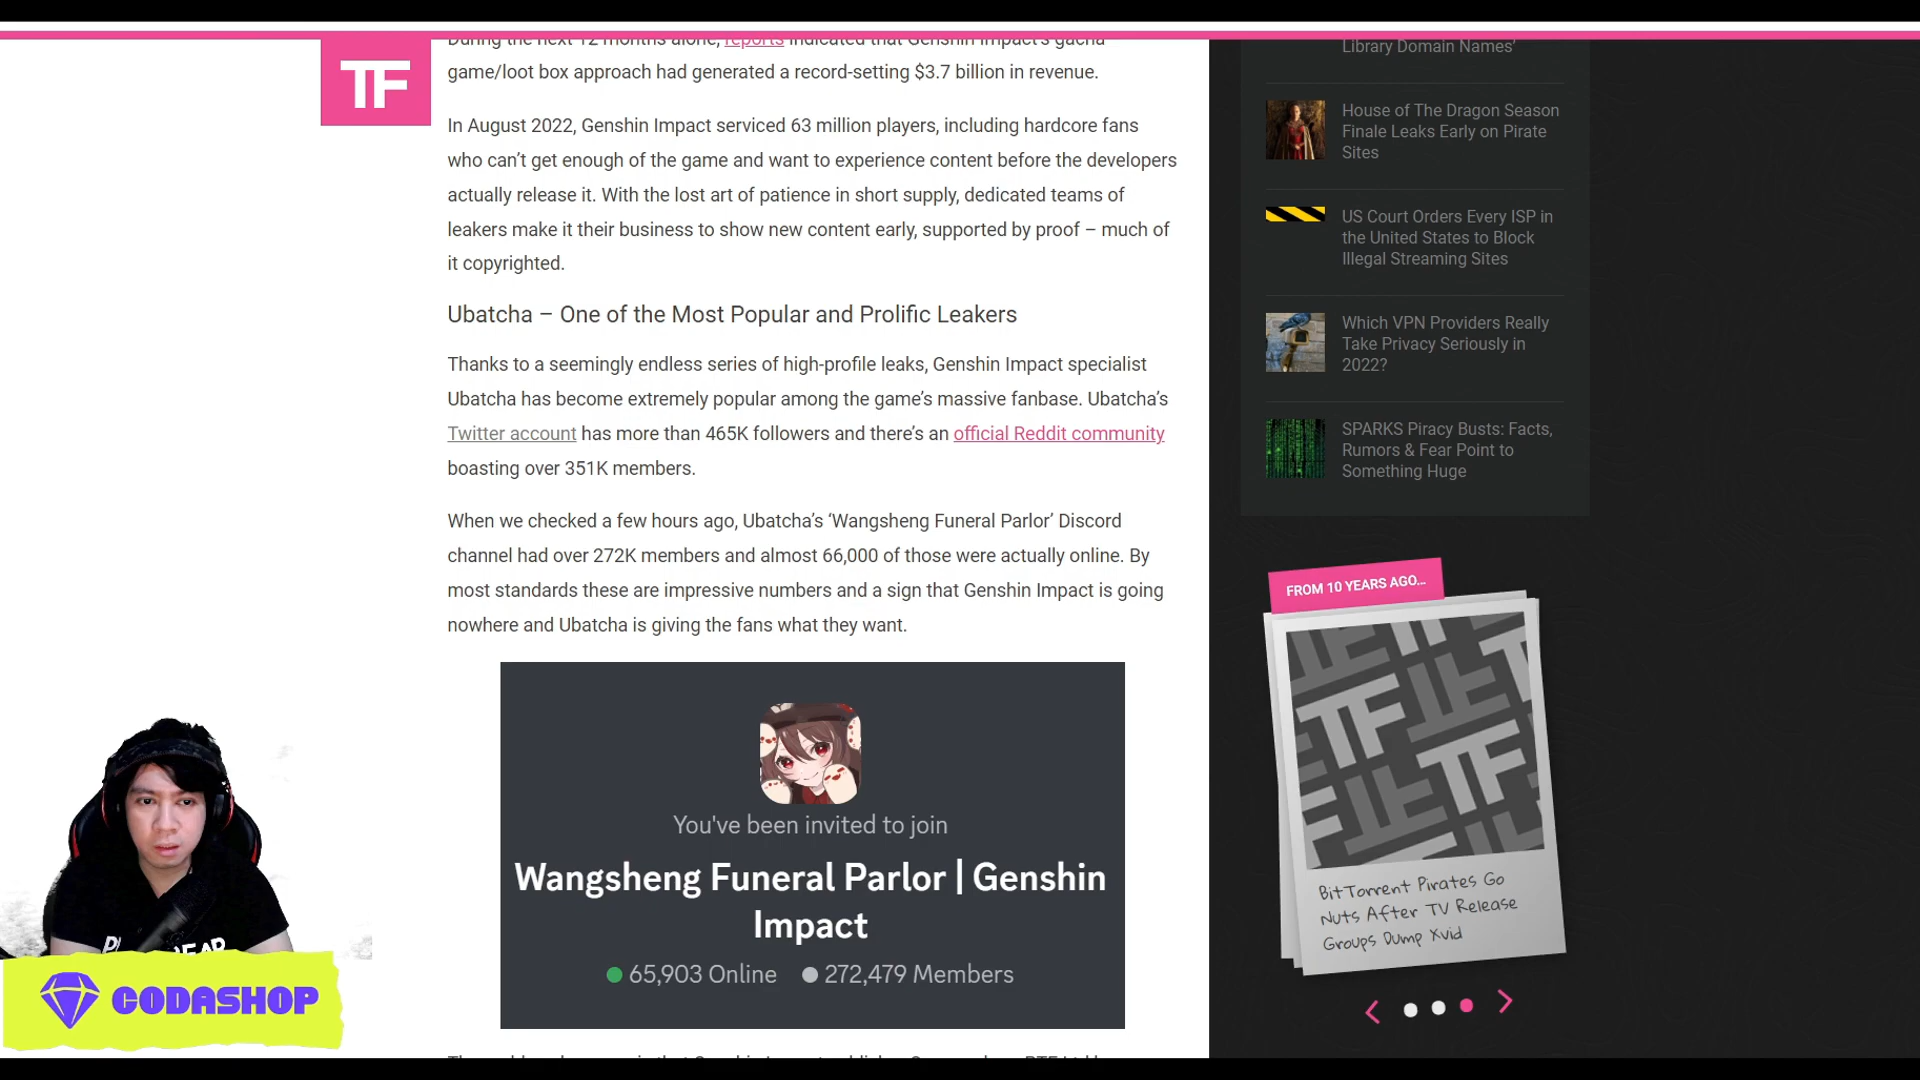 During the next 12 months alone, reports indicated that Genshin Impact's gacha
game/loot box approach had generated a record-setting $3.7 billion in revenue.
TF
In August 2022, Genshin Impact serviced 63 million players, including hardcore fans
who can’t get enough of the game and want to experience content before the developers
actually release it. With the lost art of patience in short supply, dedicated teams of
leakers make it their business to show new content early, supported by proof – much of
it copyrighted.
Ubatcha – One of the Most Popular and Prolific Leakers
Thanks to a seemingly endless series of high-profile leaks, Genshin Impact specialist
Ubatcha has become extremely popular among the game’s massive fanbase. Ubatcha’s
Twitter account has more than 465K followers and there’s an official Reddit community
boasting over 351K members.
When we checked a few hours ago, Ubatcha’s ‘Wangsheng Funeral Parlor’ Discord
channel had over 272K members and almost 66,000 of those were actually online. By
most standards these are impressive numbers and a sign that Genshin Impact is going
nowhere and Ubatcha is giving the fans what they want.
You've been invited to join
Wangsheng Funeral Parlor | Genshin
Impact
65,903 Online 272,479 Members
Library Domain Names’
House of The Dragon Season
Finale Leaks Early on Pirate
Sites
US Court Orders Every ISP in
the United States to Block
Illegal Streaming Sites
Which VPN Providers Really
Take Privacy Seriously in
2022?
SPARKS Piracy Busts: Facts,
Rumors & Fear Point to
Something Huge
FROM 10 YEARS AGO...
TF
TF
BitTorrent Pirates Go
Nuts After TV Release
Groups Dump Xvid
CODASHOP